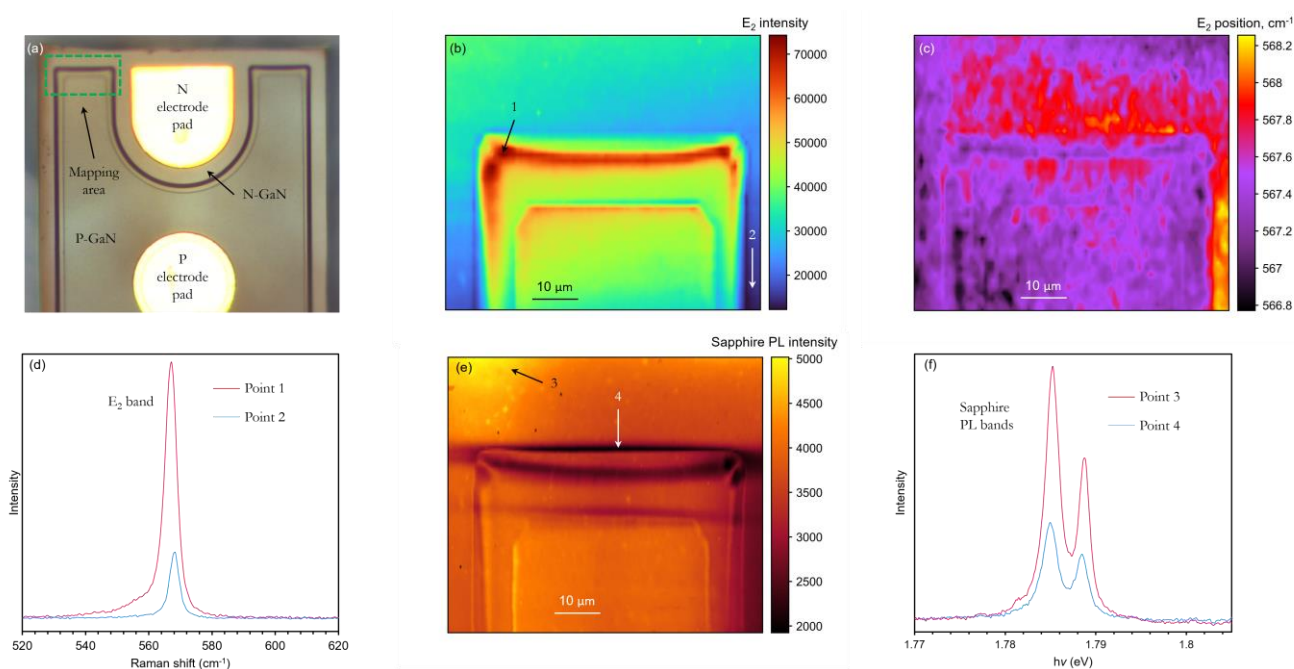 (a)
N
electrode
pad
Mapping
area
N-GaN
P-GaN
P
electrode
pad
E₂ intensity
(b)
1
2
10 μm
70000
60000
50000
40000
30000
20000
E₂ position, cm⁻¹
(c)
10 μm
568.2
568
567.8
567.6
567.4
567.2
567
566.8
(d)
E₂ band
Point 1
Point 2
Intensity
520 540 560 580 600 620
Raman shift (cm⁻¹)
Sapphire PL intensity
(e)
3
4
10 μm
5000
4500
4000
3500
3000
2500
2000
(f)
Sapphire
PL bands
Point 3
Point 4
Intensity
1.77 1.78 1.79 1.8
hν (eV)